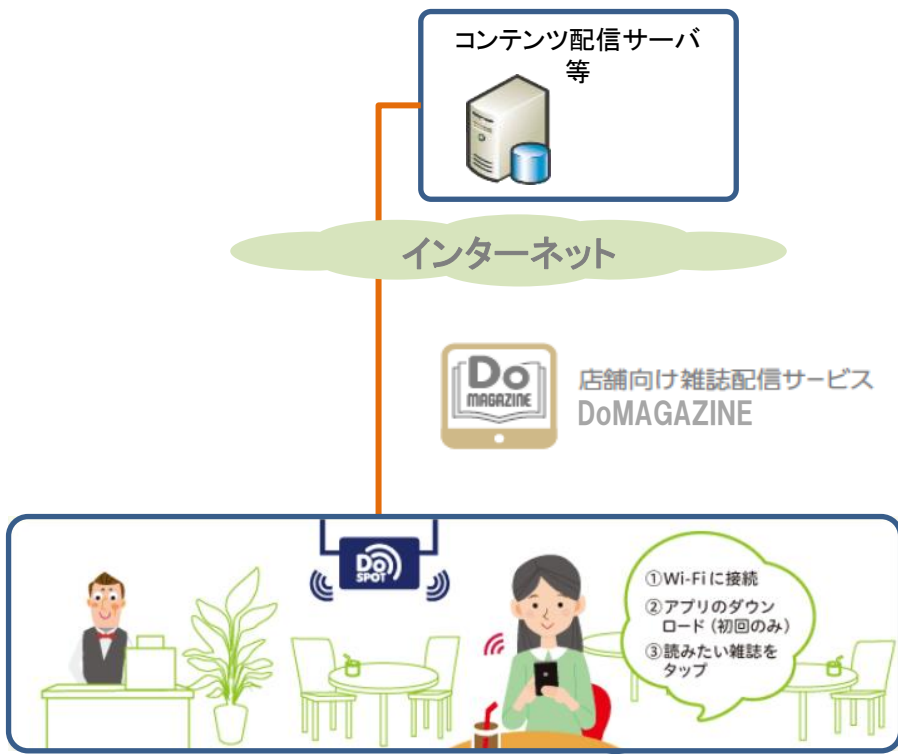 コンテンツ配信サーバ
等
インターネット
Do
MAGAZINE
店舗向け雑誌配信サービス
DoMAGAZINE
Do
SPOT
①Wi-Fiに接続
②アプリのダウン
ロード（初回のみ）
③読みたい雑誌を
タップ